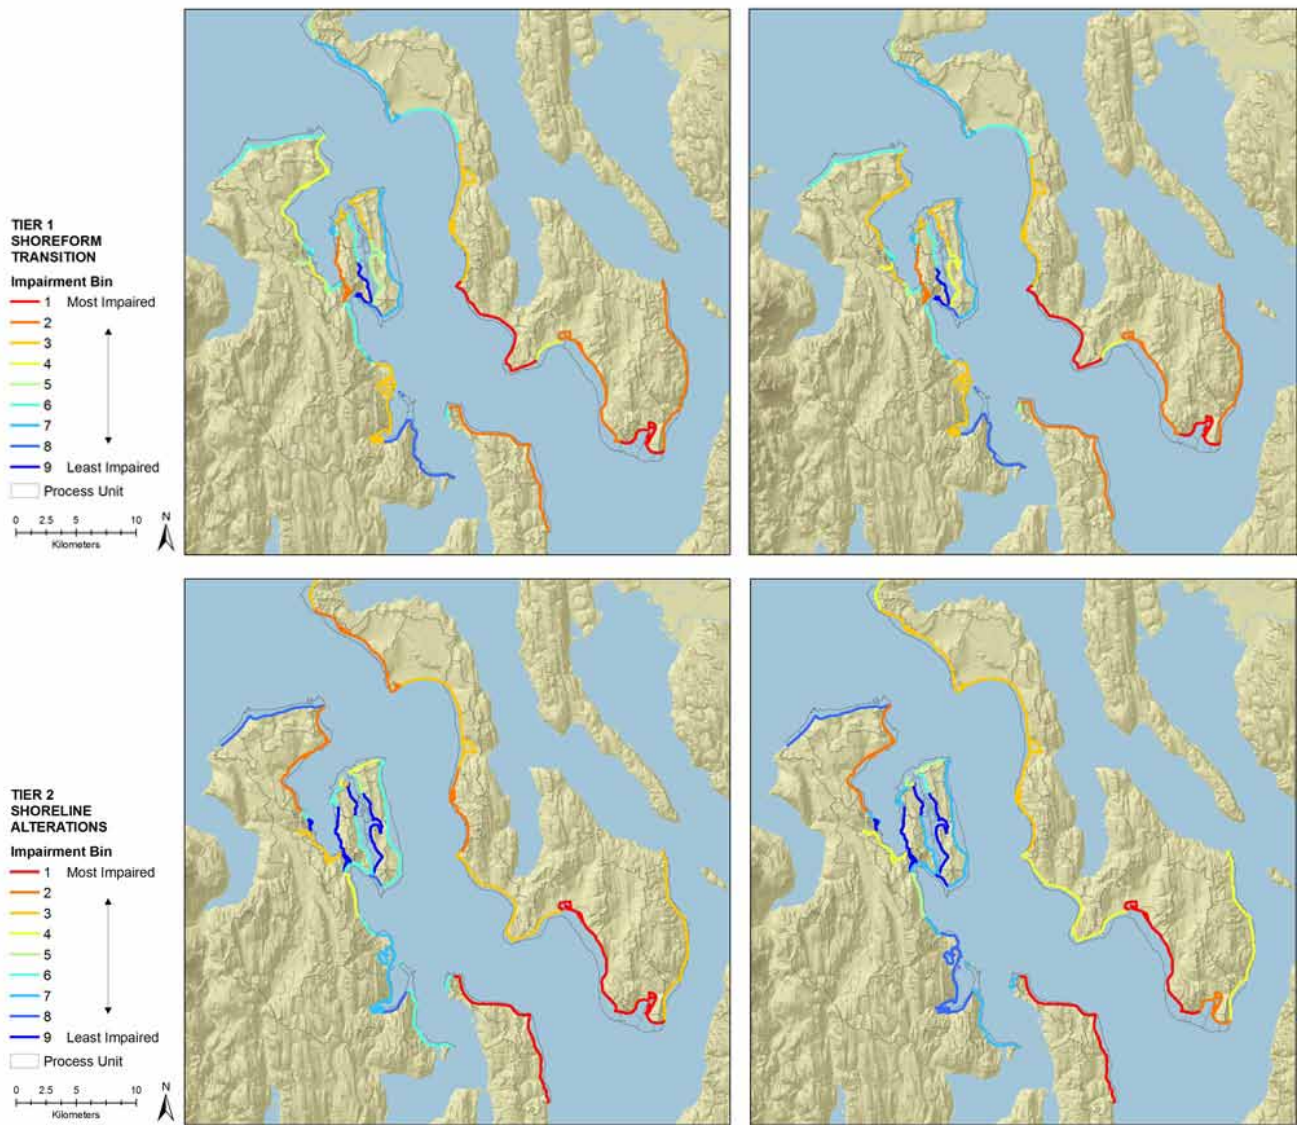 TIER 1
SHOREFORM
TRANSITION
Impairment Bin
1 Most Impaired
2
3
4
5
6
7
8
9 Least Impaired
Process Unit
0 2.5 5 10
Kilometers
N
TIER 2
SHORELINE
ALTERATIONS
Impairment Bin
1 Most Impaired
2
3
4
5
6
7
8
9 Least Impaired
Process Unit
0 2.5 5 10
Kilometers
N